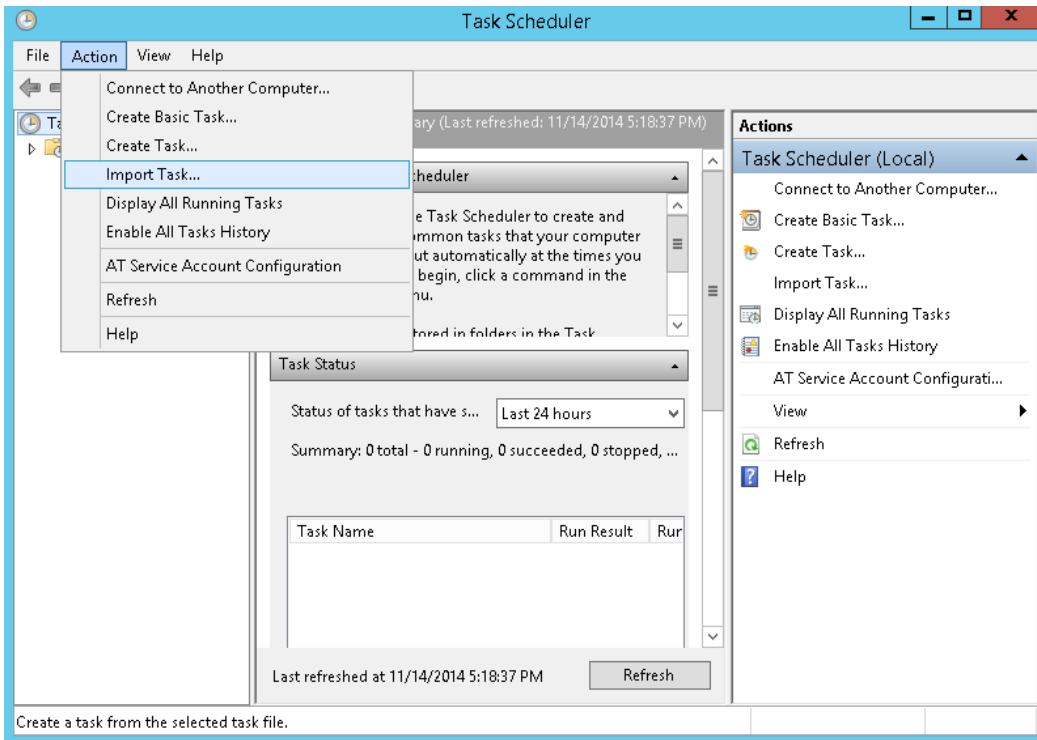 Task Scheduler
File Action View Help
Connect to Another Computer...
Create Basic Task...
Create Task...
Import Task...
Display All Running Tasks
Enable All Tasks History
AT Service Account Configuration
Refresh
Help
(Last refreshed: 11/14/2014 5:18:37 PM)
e Task Scheduler to create and
tasks that your computer
automatically at the times you
begin, click a command in the
in folders in the Task
Task Status
Status of tasks that have s... Last 24 hours
Summary: 0 total - 0 running, 0 succeeded, 0 stopped, ...
Task Name Run Result Rur
Last refreshed at 11/14/2014 5:18:37 PM Refresh
Actions
Task Scheduler (Local)
Connect to Another Computer...
Create Basic Task...
Create Task...
Import Task...
Display All Running Tasks
Enable All Tasks History
AT Service Account Configurati...
View
Refresh
Help
Create a task from the selected task file.